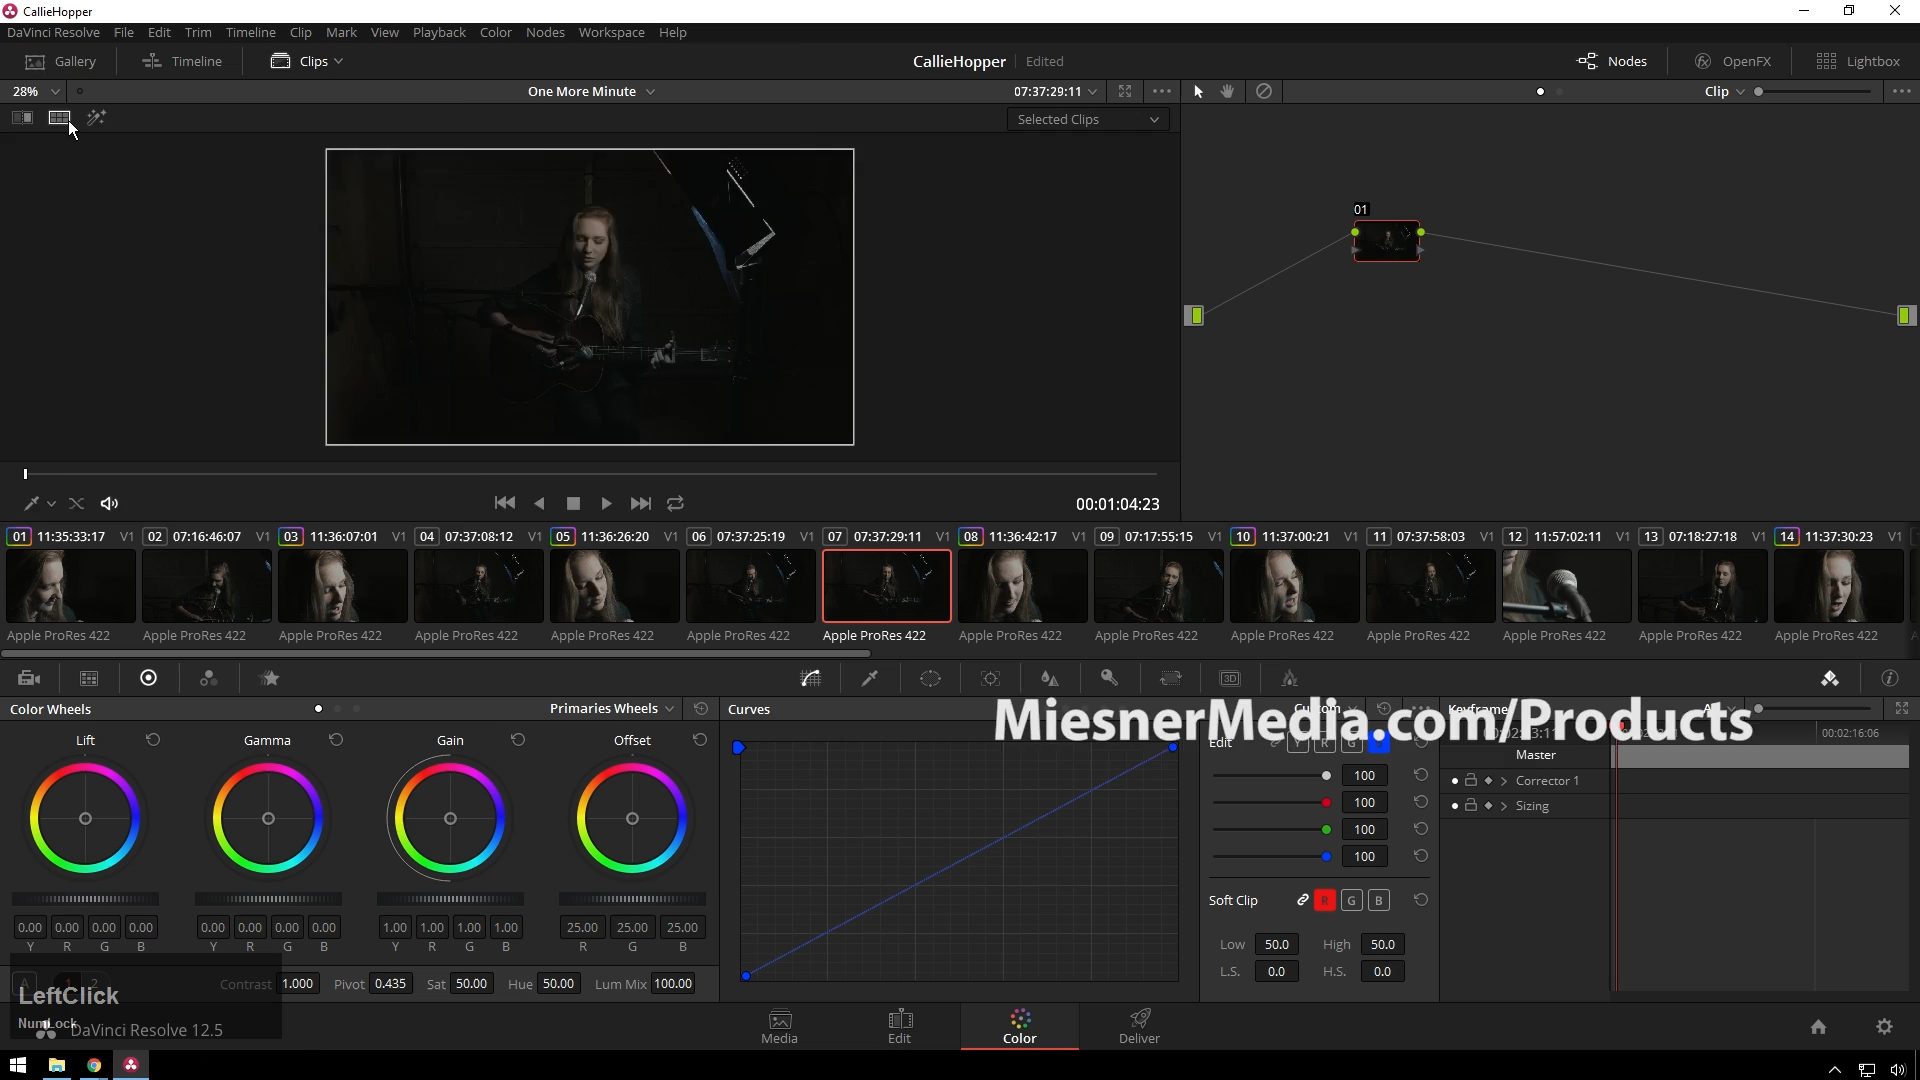 CallieHopper
DaVinci Resolve File Edit Trim Timeline Clip Mark View Playback Color Nodes Workspace Help
Gallery Timeline Clips CallieHopper Edited Nodes OpenFX Lightbox
28% One More Minute 07:37:29:11 Clip
Selected Clips
01
00:01:04:23
01 11:35:33:17 V1 02 07:16:46:07 V1 03 11:36:07:01 V1 04 07:37:08:12 V1 05 11:36:26:20 V1 06 07:37:25:19 V1 07 07:37:29:11 V1 08 11:36:42:17 V1 09 07:17:55:15 V1 10 11:37:00:21 V1 11 07:37:58:03 V1 12 11:57:02:11 V1 13 07:18:27:18 V1 14 11:37:30:23 V1
Apple ProRes 422 Apple ProRes 422 Apple ProRes 422 Apple ProRes 422 Apple ProRes 422 Apple ProRes 422 Apple ProRes 422 Apple ProRes 422 Apple ProRes 422 Apple ProRes 422 Apple ProRes 422 Apple ProRes 422 Apple ProRes 422 Apple ProRes 422
3D
Color Wheels Primaries Wheels Curves Custom Keyframe
MiesnerMedia.com/Products
Lift Gamma Gain Offset Edit Y R G 00:02:16:06
Master
100 Corrector 1
100 Sizing
100
100
Soft Clip R G B
0.00 0.00 0.00 0.00 0.00 0.00 0.00 0.00 1.00 1.00 1.00 1.00 25.00 25.00 25.00
Y R G B Y R G B Y R G B R G B
Low 50.0 High 50.0
L.S. 0.0 H.S. 0.0
A 1 2 Contrast 1.000 Pivot 0.435 Sat 50.00 Hue 50.00 Lum Mix 100.00
LeftClick
NumLock
DaVinci Resolve 12.5
Media Edit Color Deliver